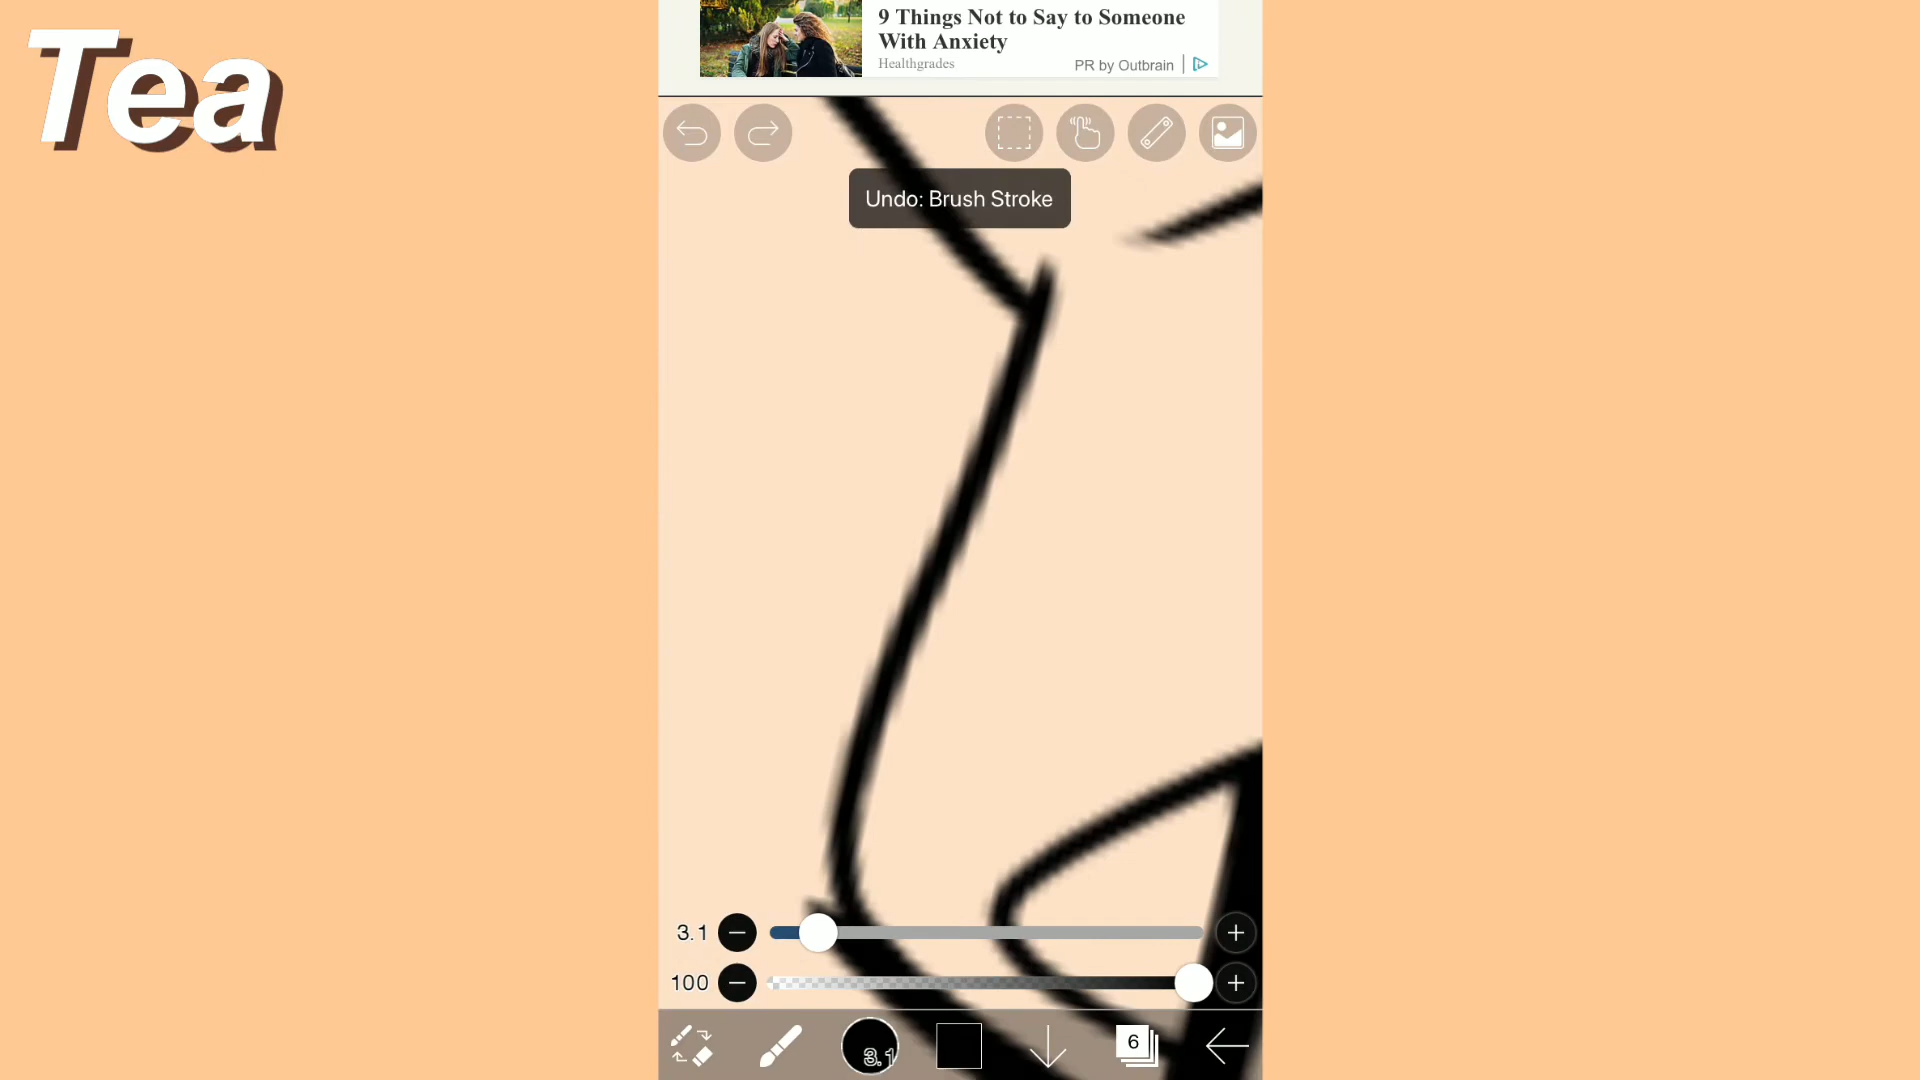 Tea
9 Things Not to Say to Someone
With Anxiety
Healthgrades
PR by Outbrain
Undo: Brush Stroke
3.1
100
3.1
6